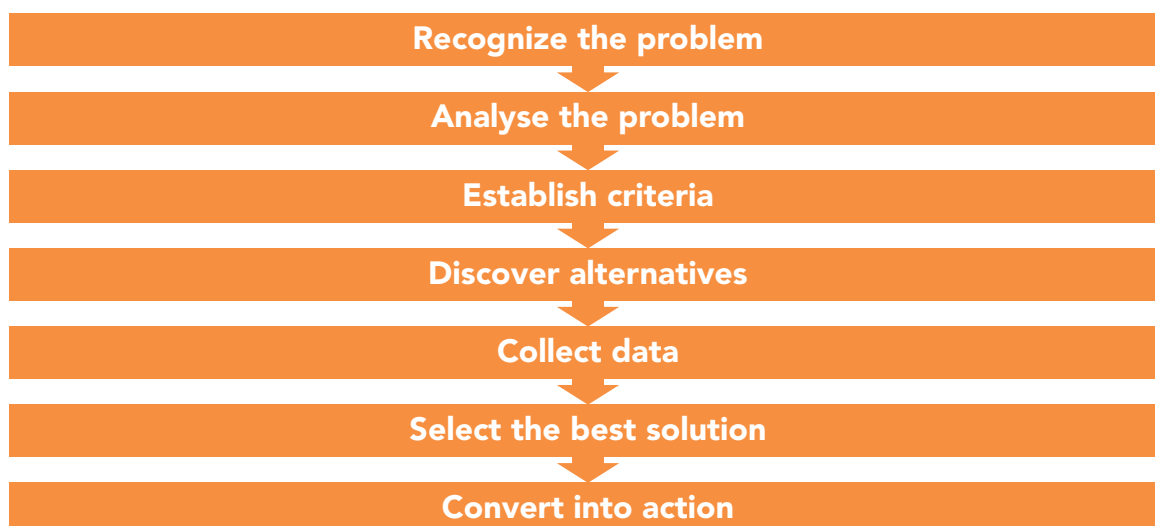 Recognize the problem
Analyse the problem
Establish criteria
Discover alternatives
Collect data
Select the best solution
Convert into action